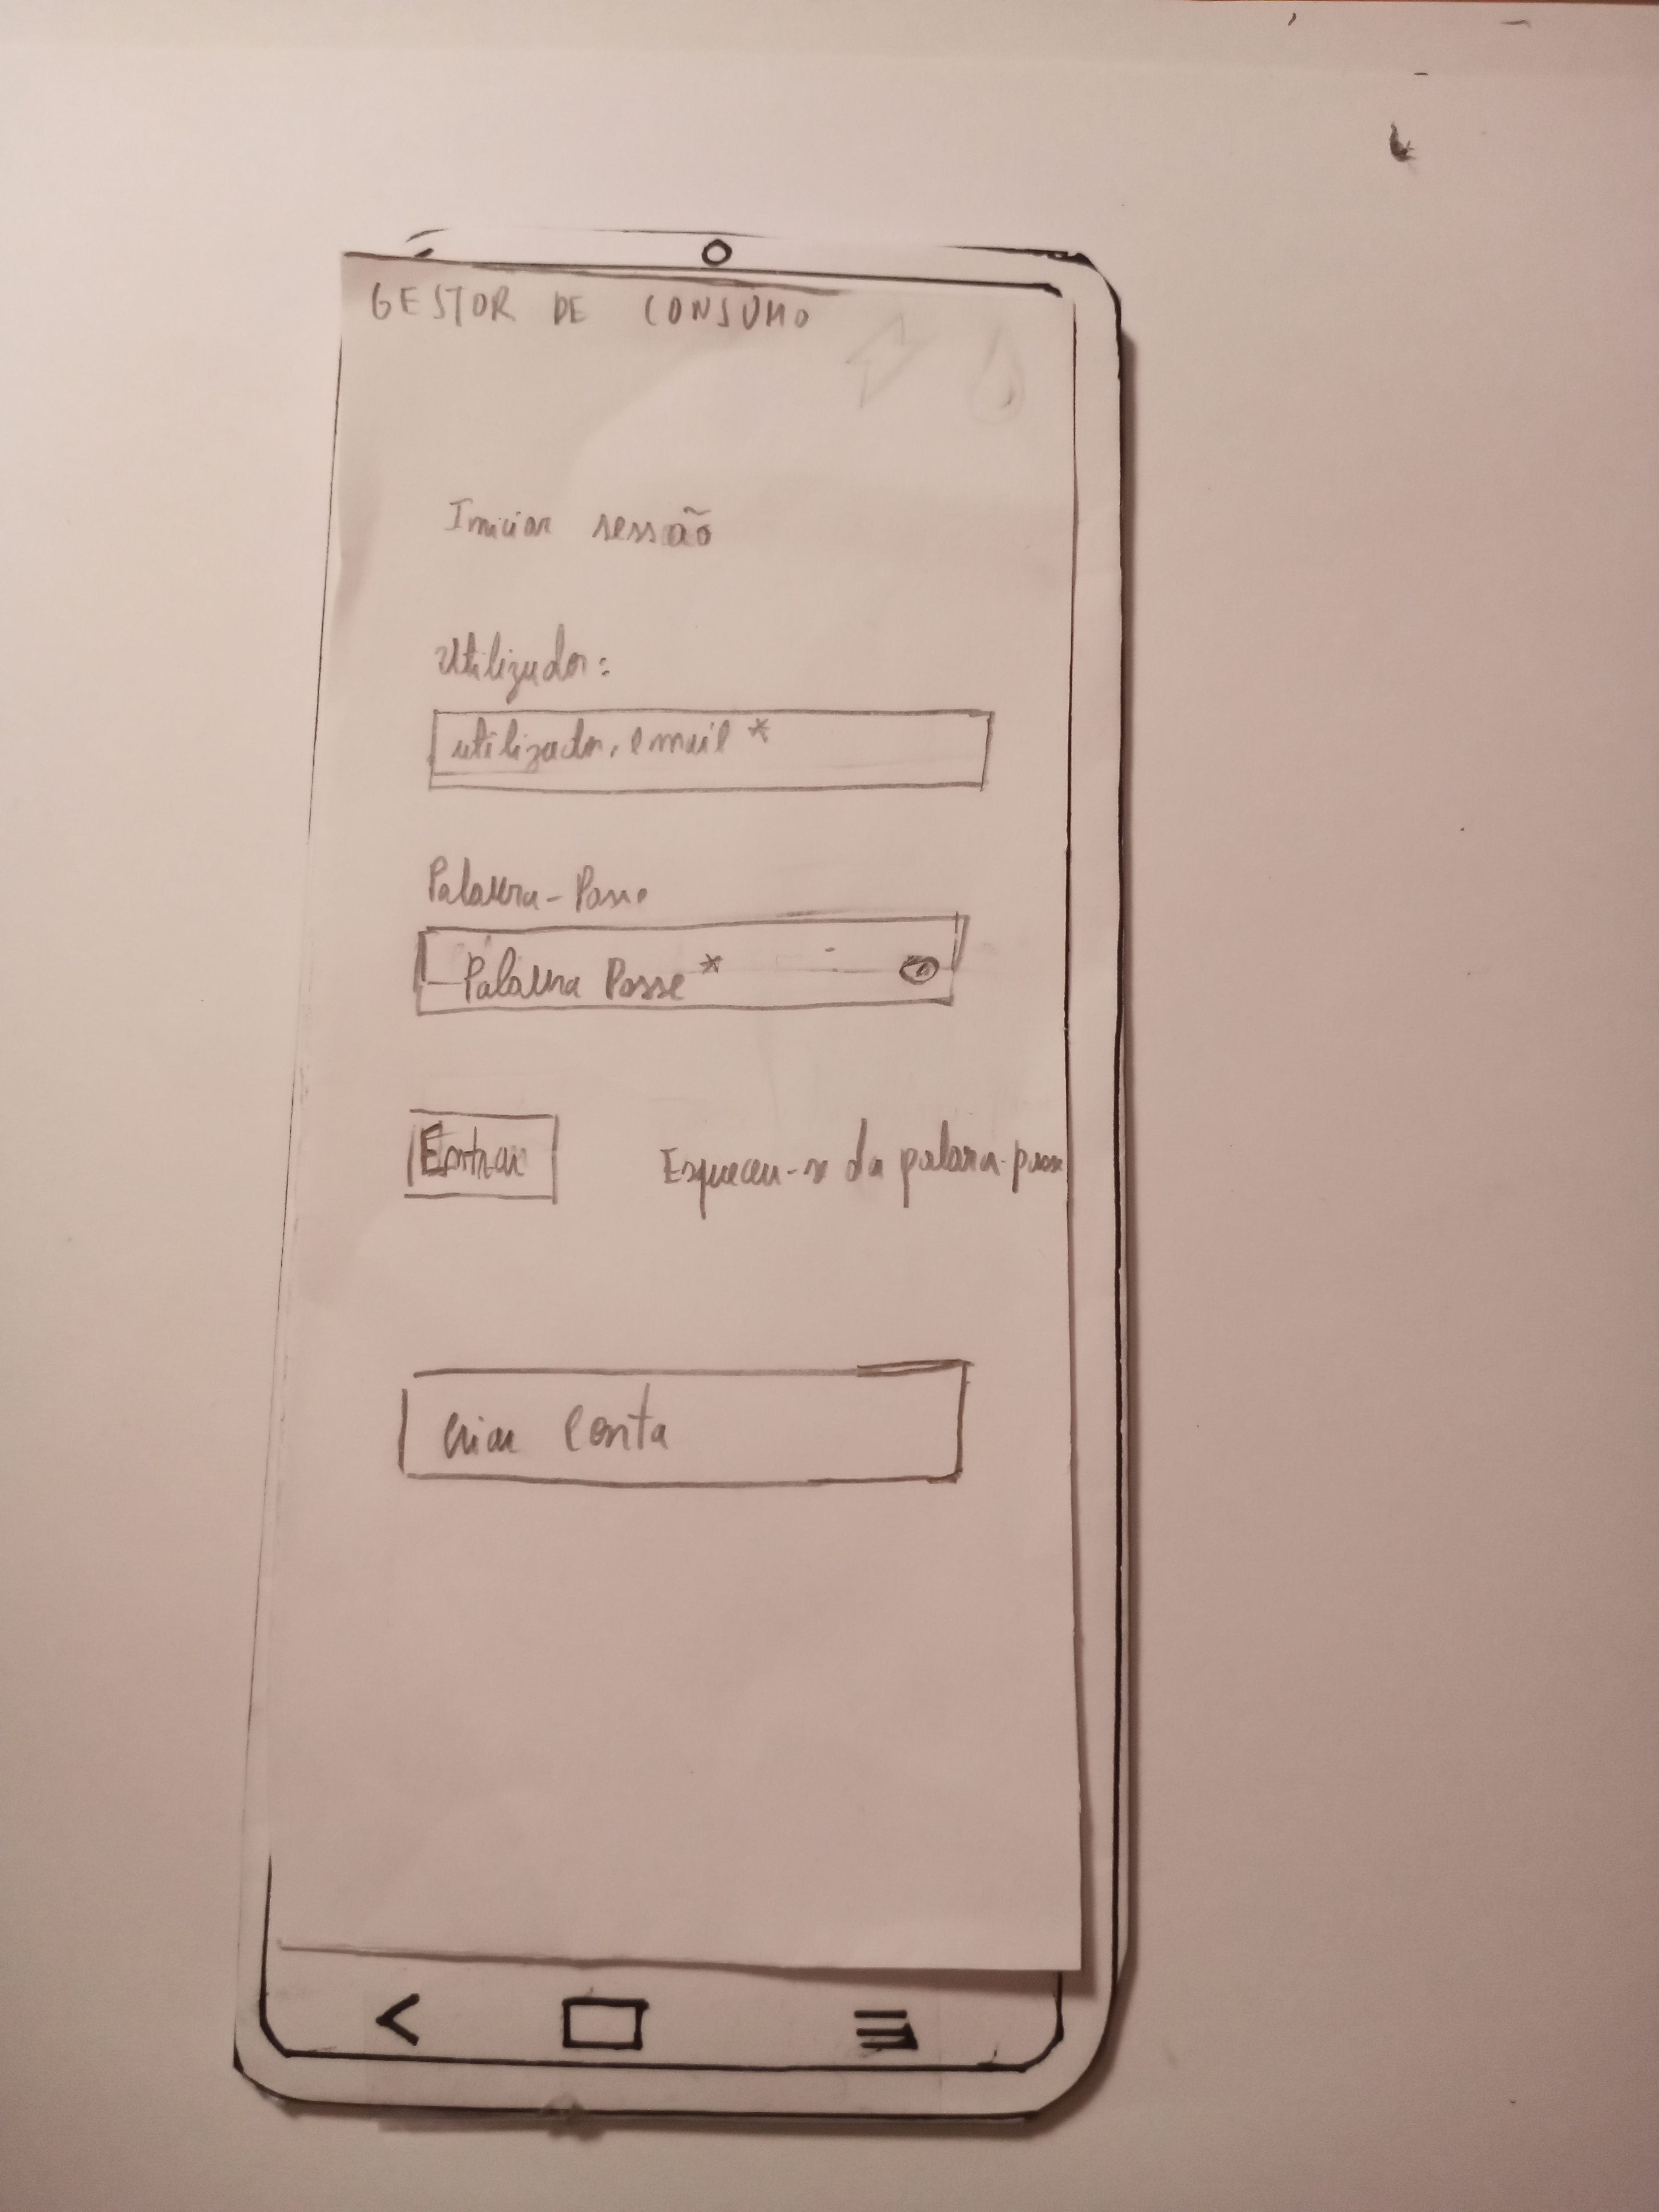 GESTOR DE CONSUMO
Iniciar sessão
Utilizador:
utilizador, email *
Palavra-Passe
Palavra Passe *
Entrar
Esqueceu-se da palavra-passe
Criar Conta